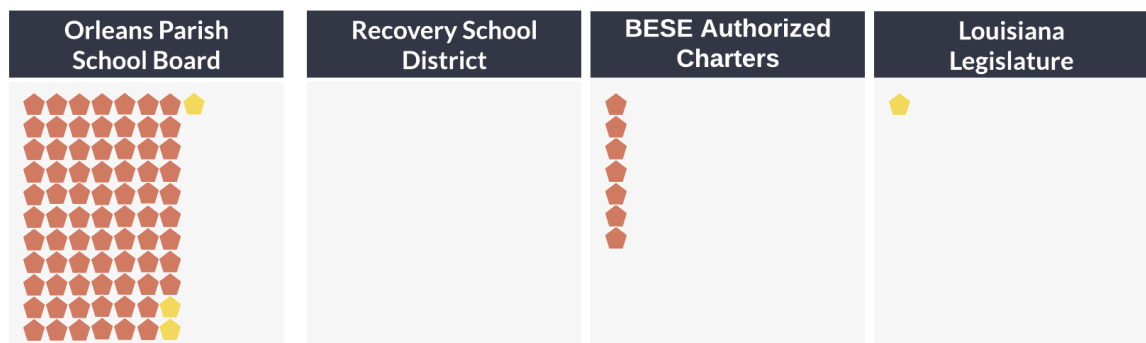 Orleans Parish
School Board
Recovery School
District
BESE Authorized
Charters
Louisiana
Legislature